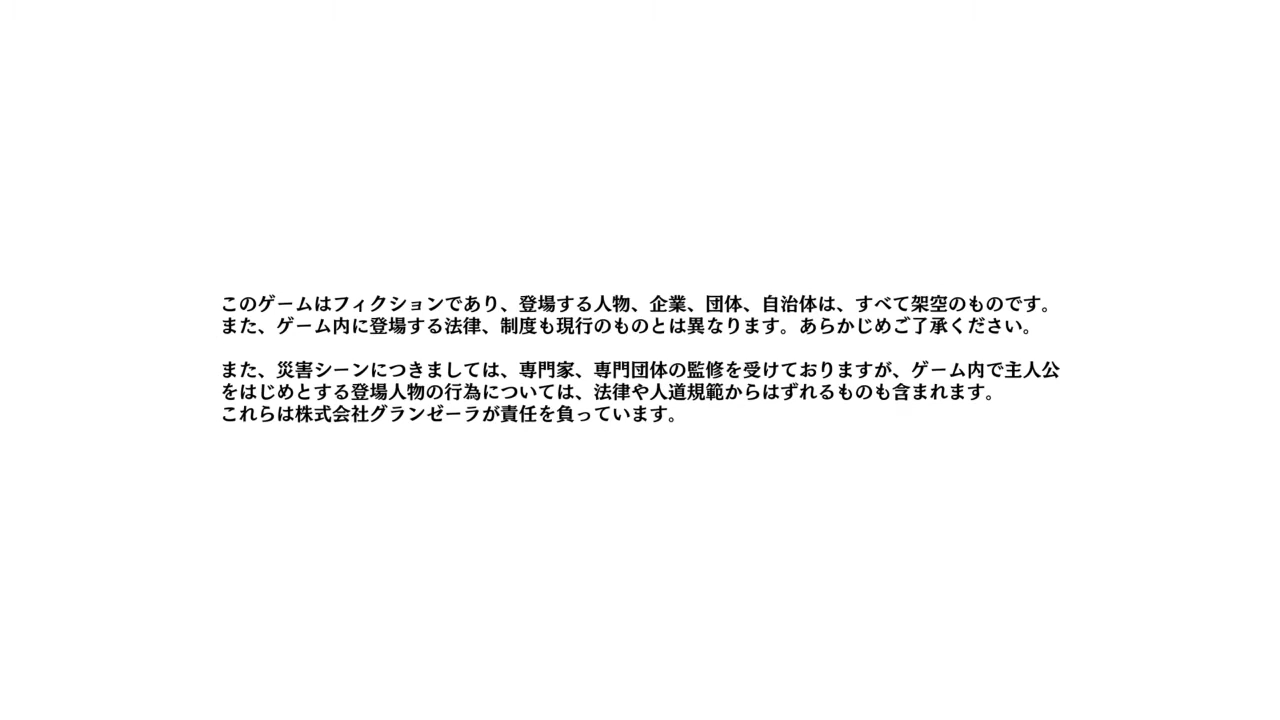 このゲームはフィクションであり、登場する人物、企業、団体、自治体は、すべて架空のものです。
また、ゲーム内に登場する法律、制度も現行のものとは異なります。あらかじめご了承ください。
また、災害シーンにつきましては、専門家、専門団体の監修を受けておりますが、ゲーム内で主人公
をはじめとする登場人物の行為については、法律や人道規範からはずれるものも含まれます。
これらは株式会社グランゼーラが責任を負っています。